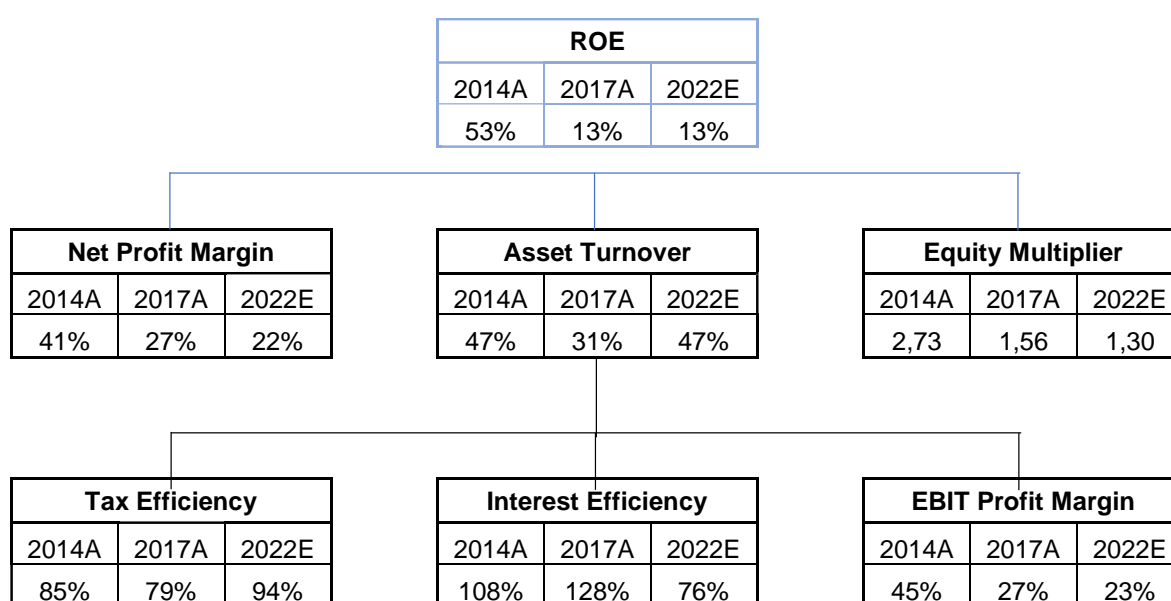 ROE
2014A 2017A 2022E
53% 13% 13%
Net Profit Margin Asset Turnover Equity Multiplier
2014A 2017A 2022E 2014A 2017A 2022E 2014A 2017A 2022E
41% 27% 22% 47% 31% 47% 2,73 1,56 1,30
Tax Efficiency Interest Efficiency EBIT Profit Margin
2014A 2017A 2022E 2014A 2017A 2022E 2014A 2017A 2022E
85% 79% 94% 108% 128% 76% 45% 27% 23%